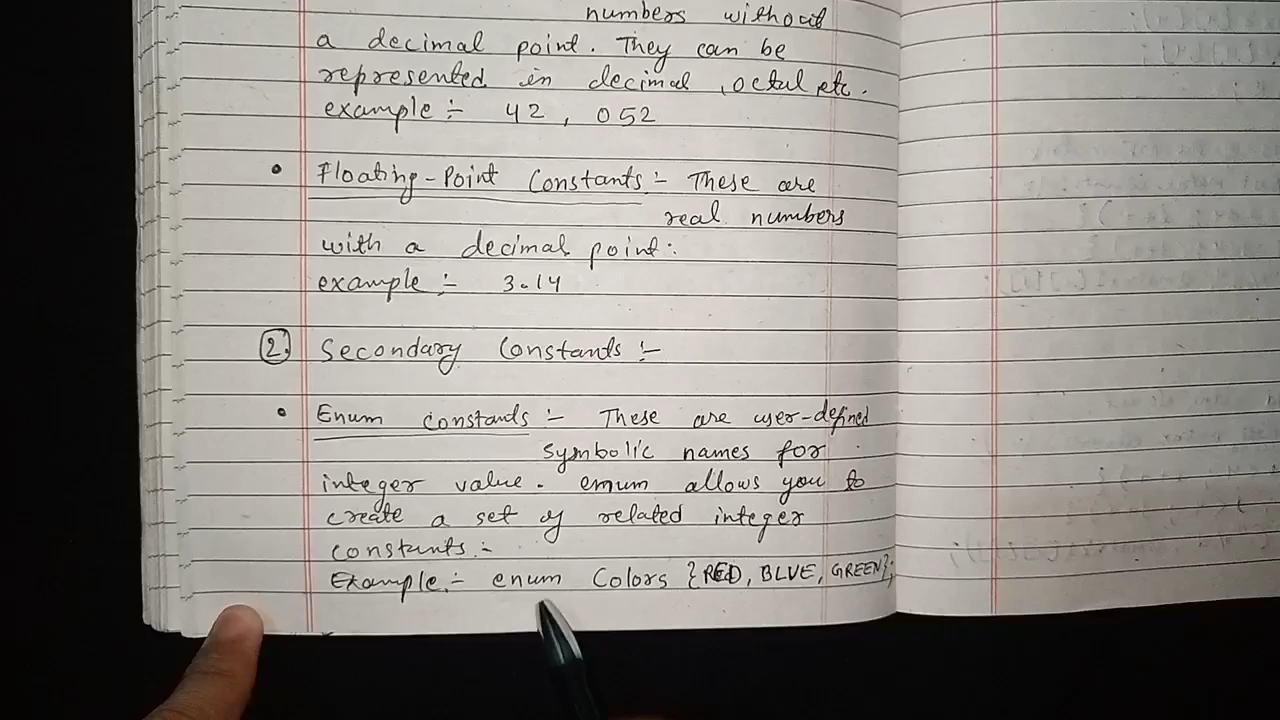 numbers without
a decimal point. They can be
represented in decimal, octal etc.
example :- 42, 052
• Floating-Point Constants :- These are
real numbers
with a decimal point.
example :- 3.14
2. Secondary Constants :-
• Enum constants :- These are user-defined
symbolic names for
integer value. emum allows you to
create a set of related integer
constants.-
Example :- enum Colors {RED, BLUE, GREEN};